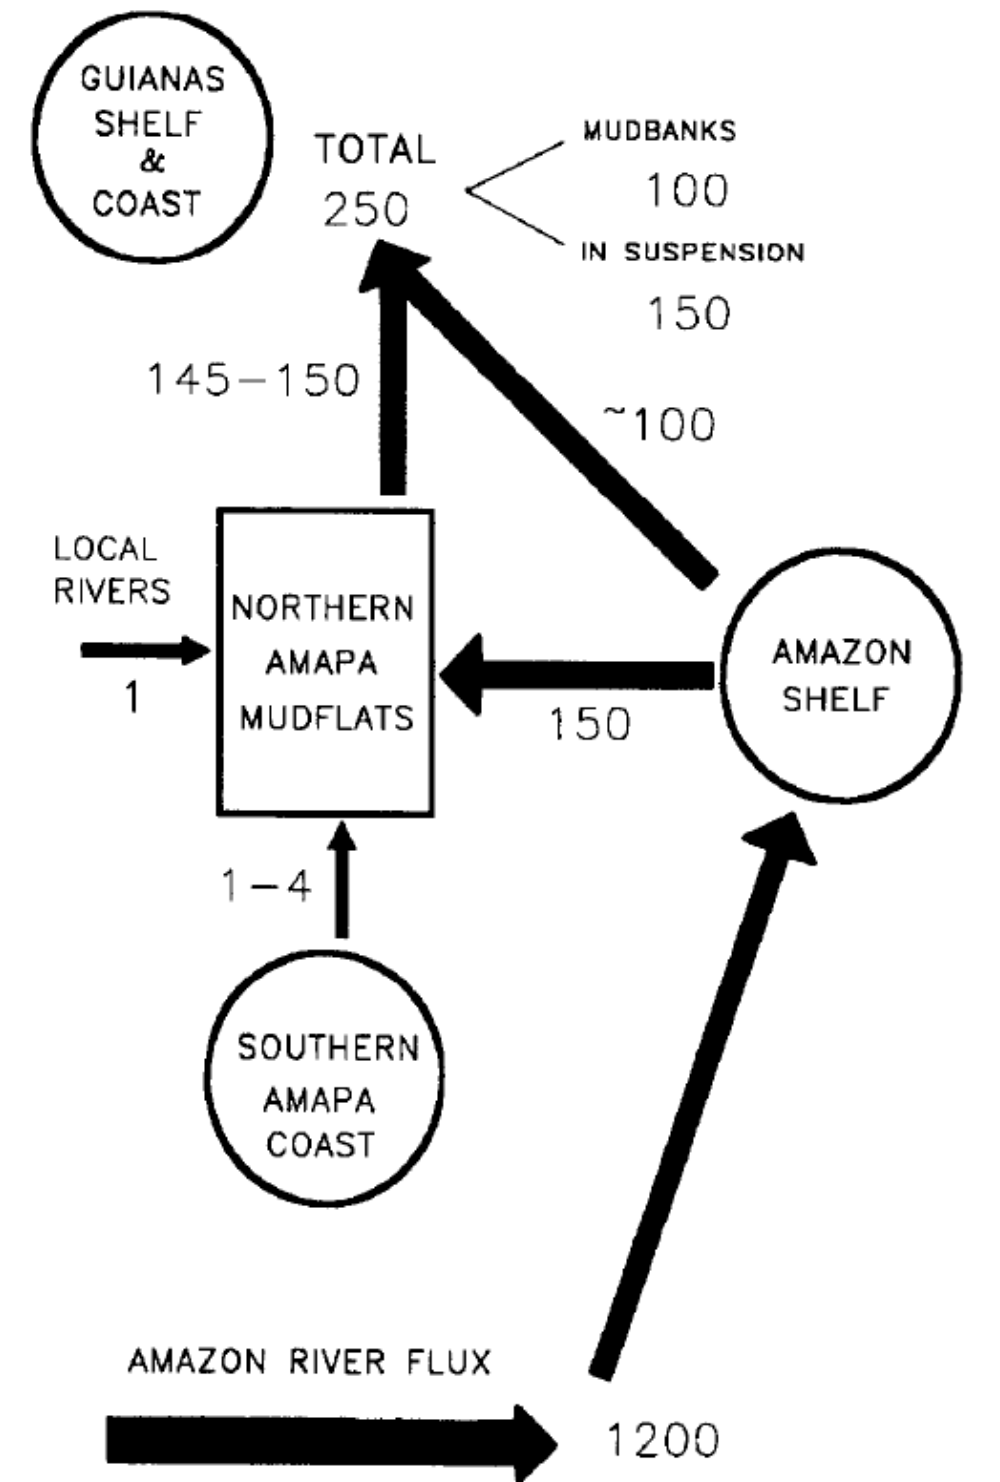 GUIANAS
SHELF
&
COAST
TOTAL
250
MUDBANKS
100
IN SUSPENSION
150
145-150
~100
LOCAL
RIVERS
1
NORTHERN
AMAPA
MUDFLATS
150
AMAZON
SHELF
1-4
SOUTHERN
AMAPA
COAST
AMAZON RIVER FLUX
1200